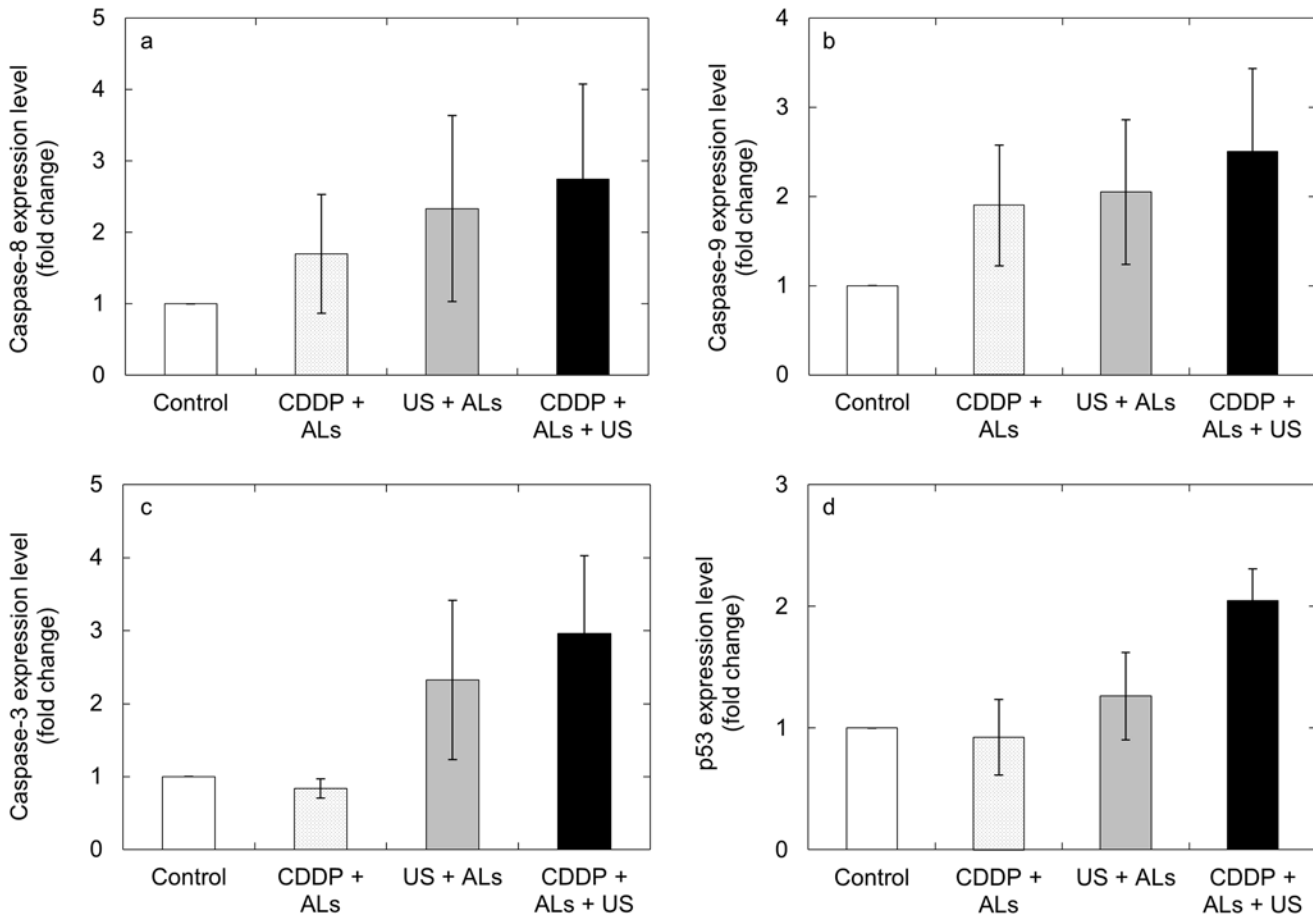 a
Caspase-8 expression level
(fold change)
5
4
3
2
1
0
Control
CDDP +
ALs
US + ALs
CDDP +
ALs + US
b
Caspase-9 expression level
(fold change)
4
3
2
1
0
Control
CDDP +
ALs
US + ALs
CDDP +
ALs + US
c
Caspase-3 expression level
(fold change)
5
4
3
2
1
0
Control
CDDP +
ALs
US + ALs
CDDP +
ALs + US
d
p53 expression level
(fold change)
3
2
1
0
Control
CDDP +
ALs
US + ALs
CDDP +
ALs + US